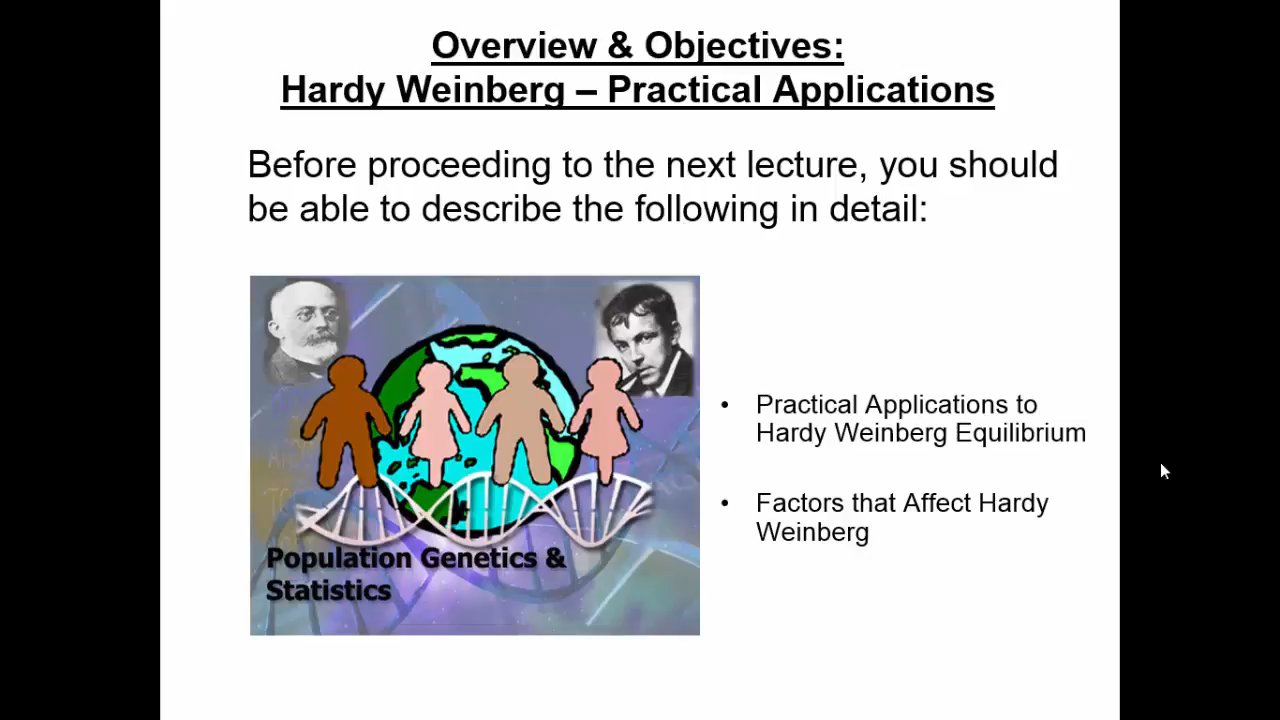 Overview & Objectives:
Hardy Weinberg – Practical Applications
Before proceeding to the next lecture, you should
be able to describe the following in detail:
Population Genetics &
Statistics
• Practical Applications to
Hardy Weinberg Equilibrium
• Factors that Affect Hardy
Weinberg